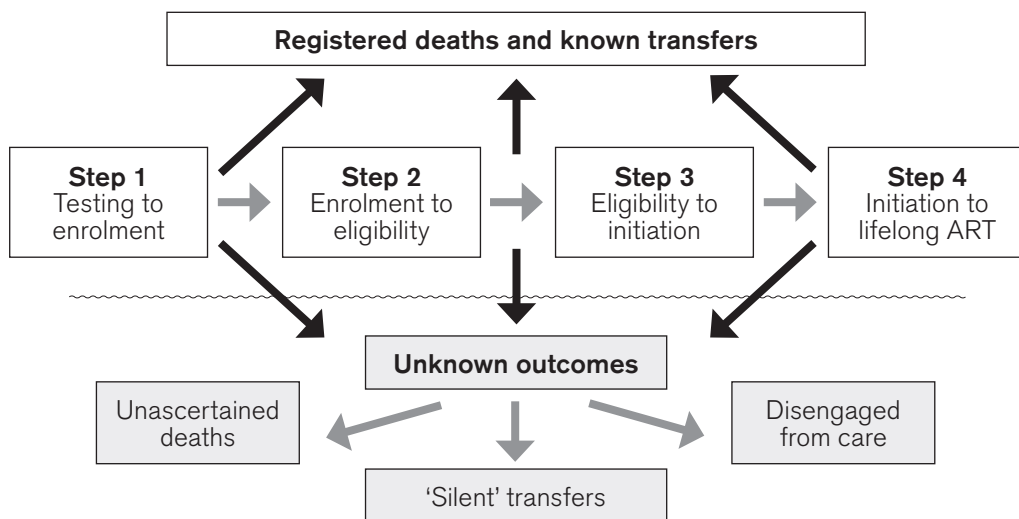 Registered deaths and known transfers
Step 1
Testing to
enrolment
Step 2
Enrolment to
eligibility
Step 3
Eligibility to
initiation
Step 4
Initiation to
lifelong ART
Unknown outcomes
Unascertained
deaths
‘Silent’ transfers
Disengaged
from care